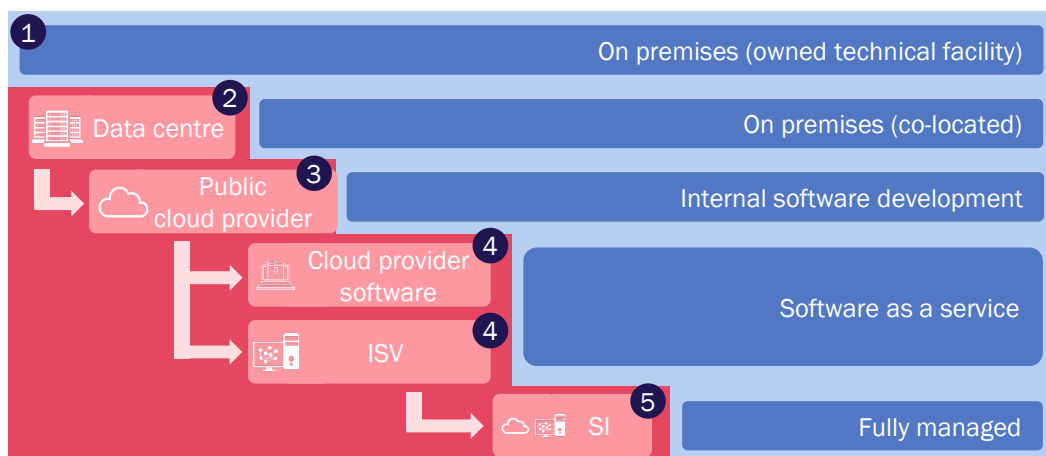 1
On premises (owned technical facility)
2
Data centre
On premises (co-located)
3
Public
cloud provider
Internal software development
4
Cloud provider
software
Software as a service
4
ISV
5
SI
Fully managed